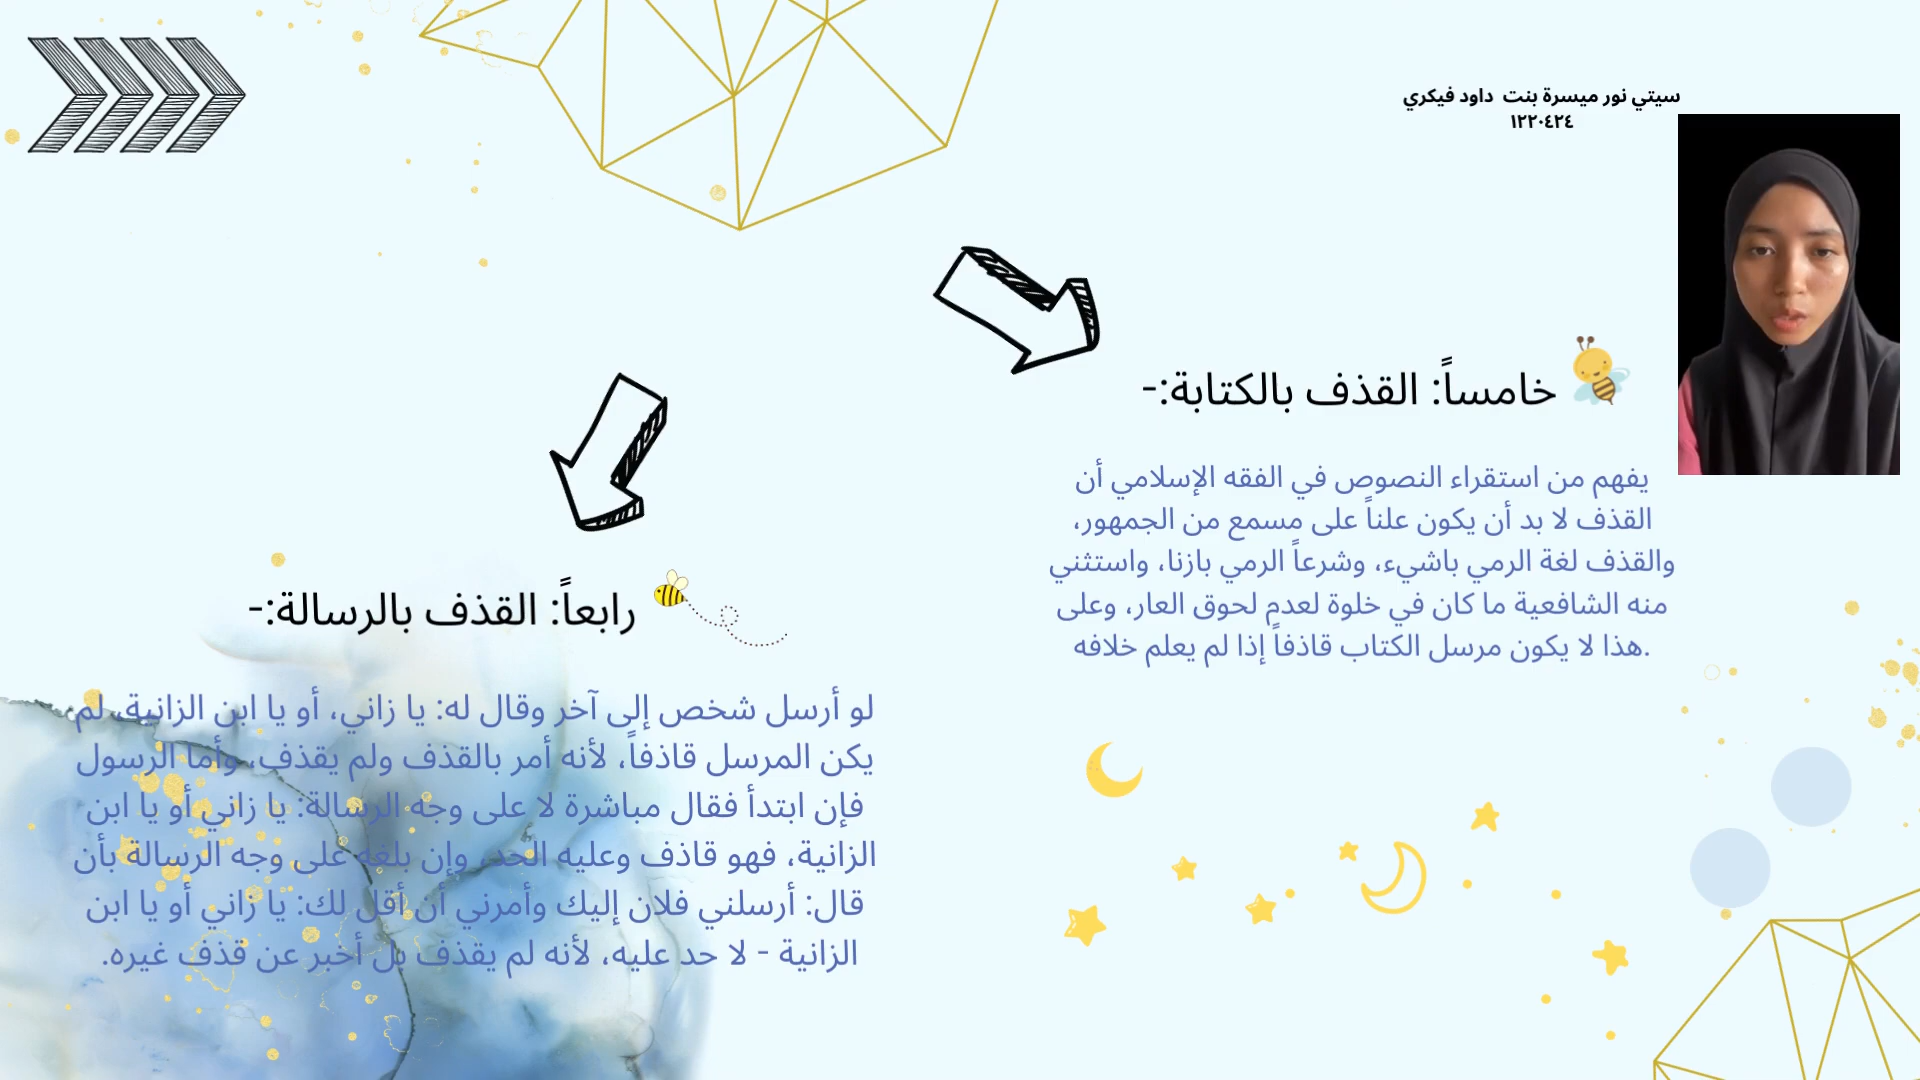 سيتي نور ميسرة بنت داود فيكري
١٢٢٠٤٢٤
خامساً: القذف بالكتابة:-
يفهم من استقراء النصوص في الفقه الإسلامي أن
القذف لا بد أن يكون علناً على مسمع من الجمهور،
والقذف لغة الرمي باشيء، وشرعاً الرمي بازنا، واستثني
منه الشافعية ما كان في خلوة لعدم لحوق العار، وعلى
هذا لا يكون مرسل الكتاب قاذفاً إذا لم يعلم خلافه.
رابعاً: القذف بالرسالة:-
لو أرسل شخص إلى آخر وقال له: يا زاني، أو يا ابن الزانية، لم
يكن المرسل قاذفاً، لأنه أمر بالقذف ولم يقذف، وأما الرسول
فإن ابتدأ فقال مباشرة لا على وجه الرسالة: يا زاني أو يا ابن
الزانية، فهو قاذف وعليه الحد، وإن بلغه على وجه الرسالة بأن
قال: أرسلني فلان إليك وأمرني أن أقل لك: يا زاني أو يا ابن
الزانية - لا حد عليه، لأنه لم يقذف بل أخبر عن قذف غيره.